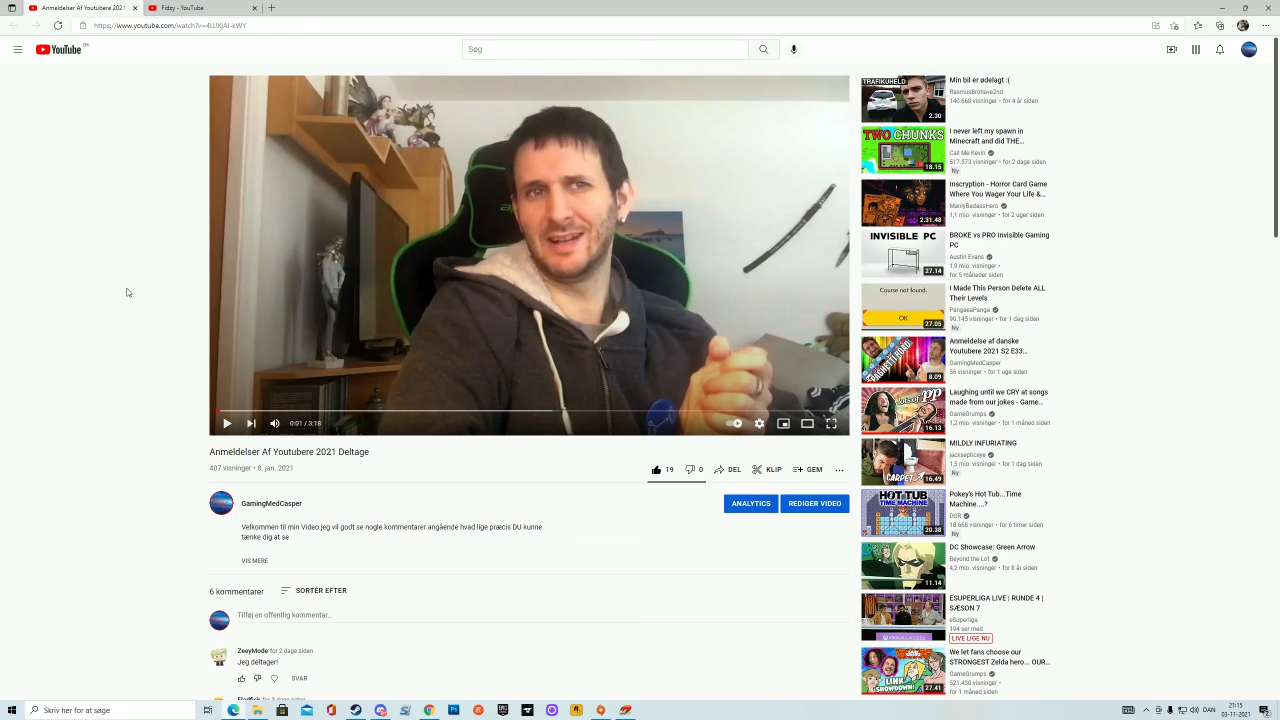 Anmeldelser Af Youtubere 2021
Fidzy - YouTube
https://www.youtube.com/watch?v=4UJXjAI-kWY
YouTube DK
Søg
0:01 / 3:18
Anmeldelser Af Youtubere 2021 Deltage
407 visninger • 8. jan. 2021
19
0
DEL
KLIP
GEM
GamingMedCasper
ANALYTICS
REDIGER VIDEO
Velkommen til min Video jeg vil godt se nogle kommentarer angående hvad lige præcis DU kunne
tænke dig at se
VIS MERE
6 kommentarer
SORTÉR EFTER
Tilføj en offentlig kommentar...
ZeeyMode for 2 dage siden
Jeg deltager!
SVAR
TRAFIKUHELD
2.30
Min bil er ødelagt :(
RasmusBrohave2nd
140.668 visninger • for 4 år siden
TWO CHUNKS
18.15
I never left my spawn in
Minecraft and did THE...
Call Me Kevin
517.573 visninger • for 2 dage siden
Ny
2.31.48
Inscryption - Horror Card Game
Where You Wager Your Life &...
ManlyBadassHero
1,1 mio. visninger • for 2 uger siden
INVISIBLE PC
27.14
BROKE vs PRO Invisible Gaming
PC
Austin Evans
1,9 mio. visninger •
for 5 måneder siden
Course not found.
OK
27.05
I Made This Person Delete ALL
Their Levels
PangaeaPanga
90.145 visninger • for 1 dag siden
Ny
8.09
Anmeldelse af danske
Youtubere 2021 S2 E33...
GamingMedCasper
56 visninger • for 1 uge siden
16.13
Laughing until we CRY at songs
made from our jokes - Game...
GameGrumps
1,2 mio. visninger • for 1 måned siden
CARPET
16.49
MILDLY INFURIATING
jacksepticeye
1,5 mio. visninger • for 1 dag siden
Ny
HOT TUB
TIME MACHINE
20.38
Pokey's Hot Tub...Time
Machine....?
DGR
18.668 visninger • for 6 timer siden
Ny
11.14
DC Showcase: Green Arrow
Beyond the Lot
4,2 mio. visninger • for 8 år siden
ESUPERLIGA LIVE | RUNDE 4 |
SÆSON 7
eSuperliga
194 ser med
LIVE LIGE NU
LINK
SHOWDOWN!
27.41
We let fans choose our
STRONGEST Zelda hero... OUR...
GameGrumps
521.438 visninger •
for 1 måned siden
Skriv her for at søge
DAN
21:15
03-11-2021